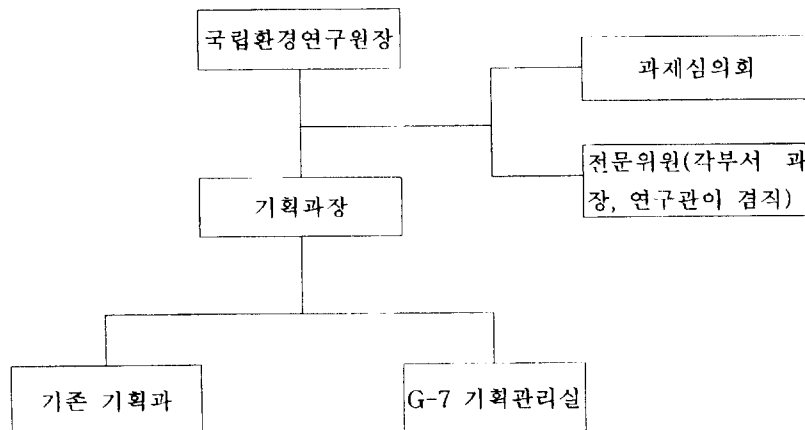 국립환경연구원장
과제심의회
전문위원(각부서 과
장, 연구관이 겸직)
기획과장
기존 기획과
G-7 기획관리실